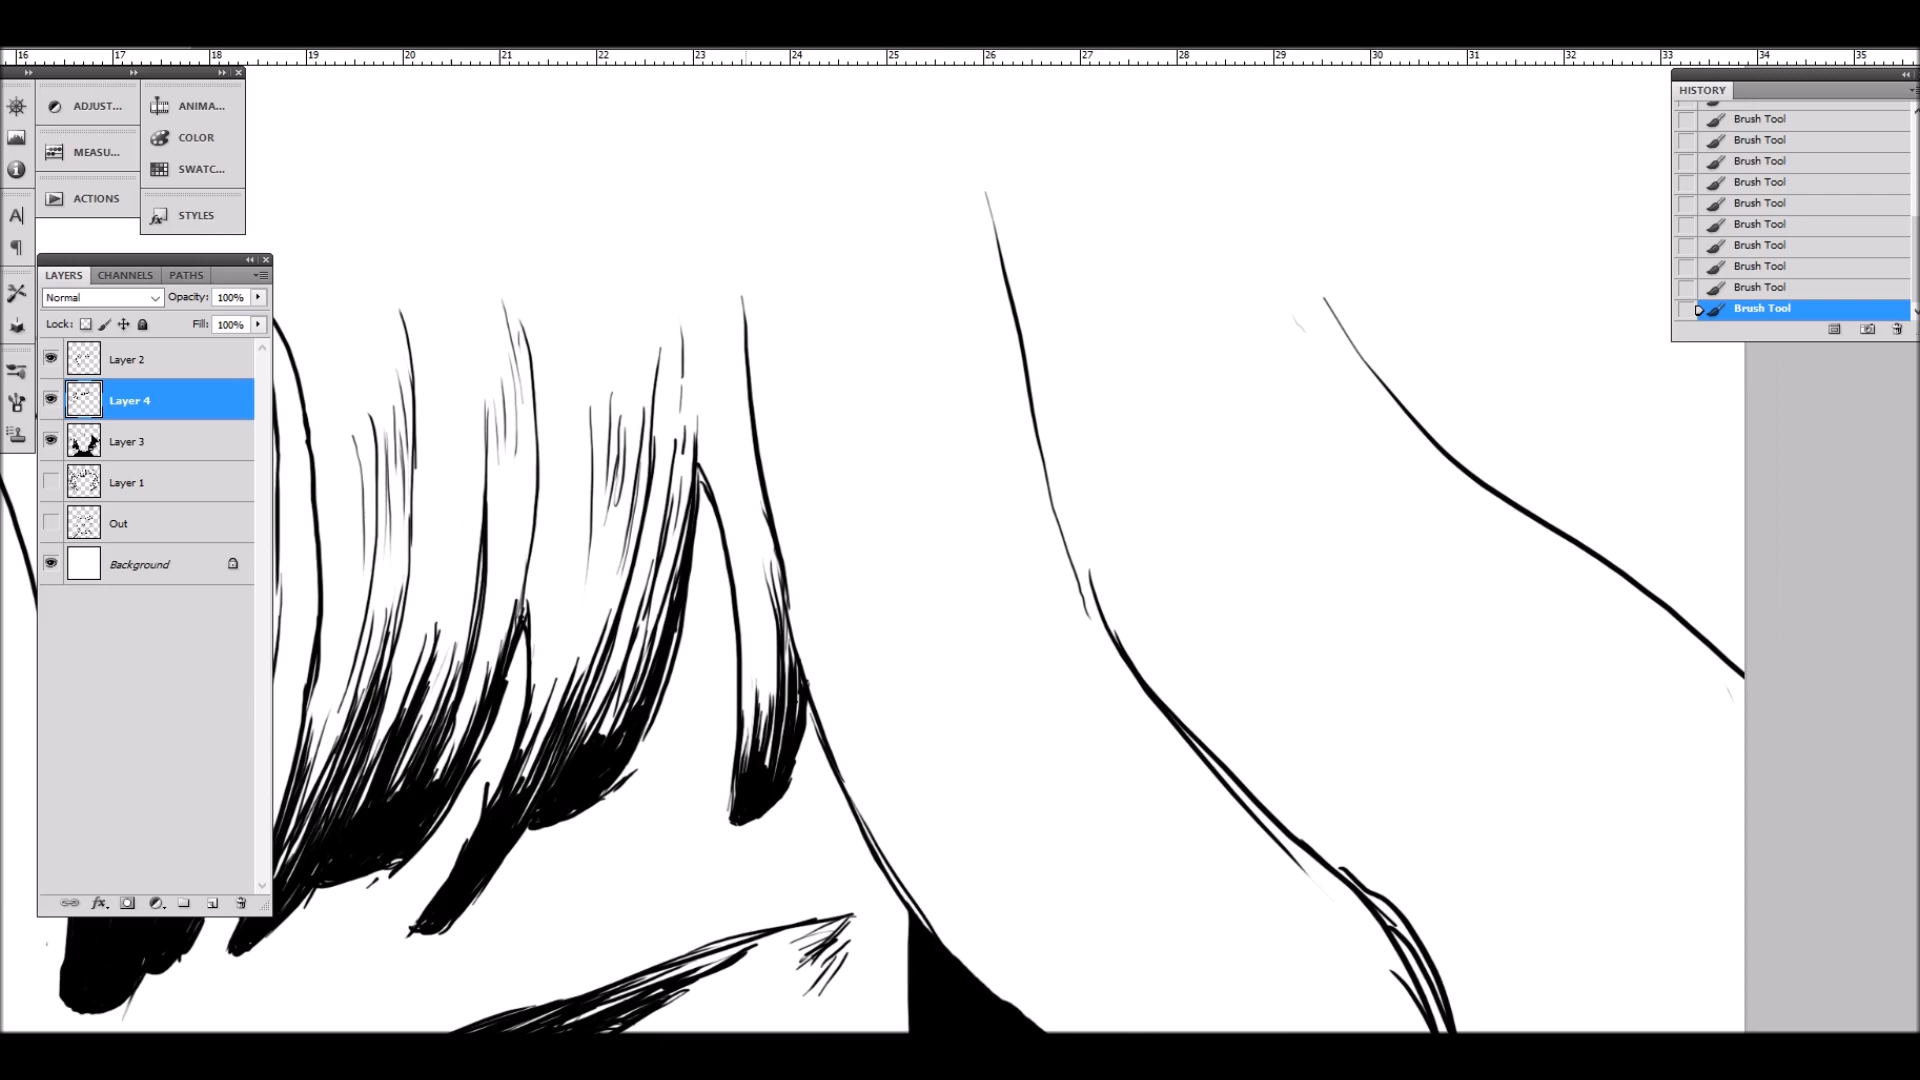 16 17 18 19 20 21 22 23 24 25 26 27 28 29 30 31 32 33 34 35
ADJUST...
MEASU...
ACTIONS
ANIMA...
COLOR
SWATC...
STYLES
LAYERS CHANNELS PATHS
Normal Opacity: 100%
Lock: Fill: 100%
Layer 2
Layer 4
Layer 3
Layer 1
Out
Background
HISTORY
Brush Tool
Brush Tool
Brush Tool
Brush Tool
Brush Tool
Brush Tool
Brush Tool
Brush Tool
Brush Tool
Brush Tool